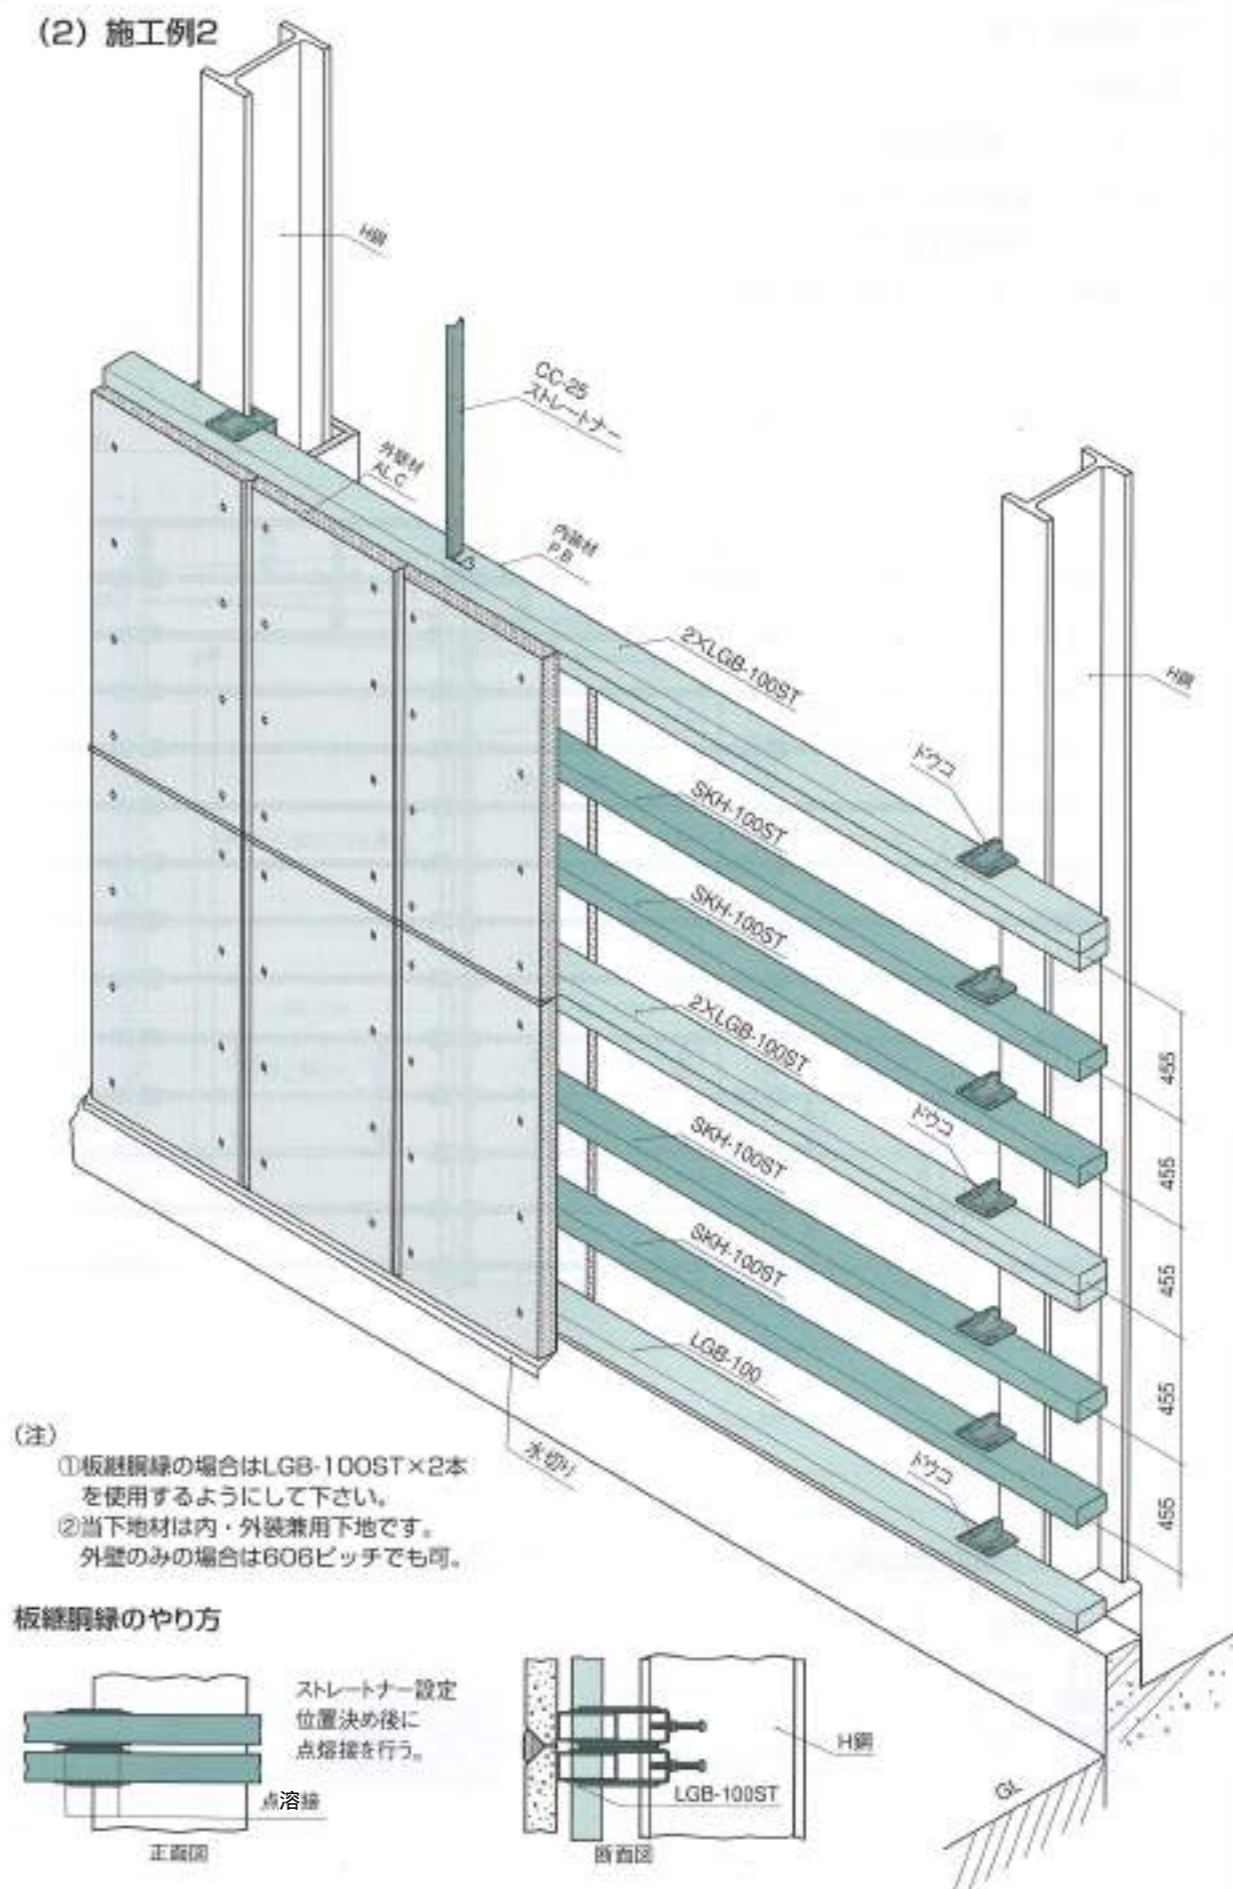 (2) 施工例2
H鋼
CC-25
ストレートナー
外壁材
ALC
内装材
PB
2×LGB-100ST
H鋼
ドウコ
SKH-100ST
SKH-100ST
2×LGB-100ST
ドウコ
SKH-100ST
SKH-100ST
LGB-100
ドウコ
455
455
455
455
455
水切り
GL
(注)
①板継胴縁の場合はLGB-100ST×2本
を使用するようにして下さい。
②当下地材は内・外装兼用下地です。
外壁のみの場合は606ピッチでも可。
板継胴縁のやり方
ストレートナー設定
位置決め後に
点熔接を行う。
点溶接
正面図
H鋼
LGB-100ST
断面図